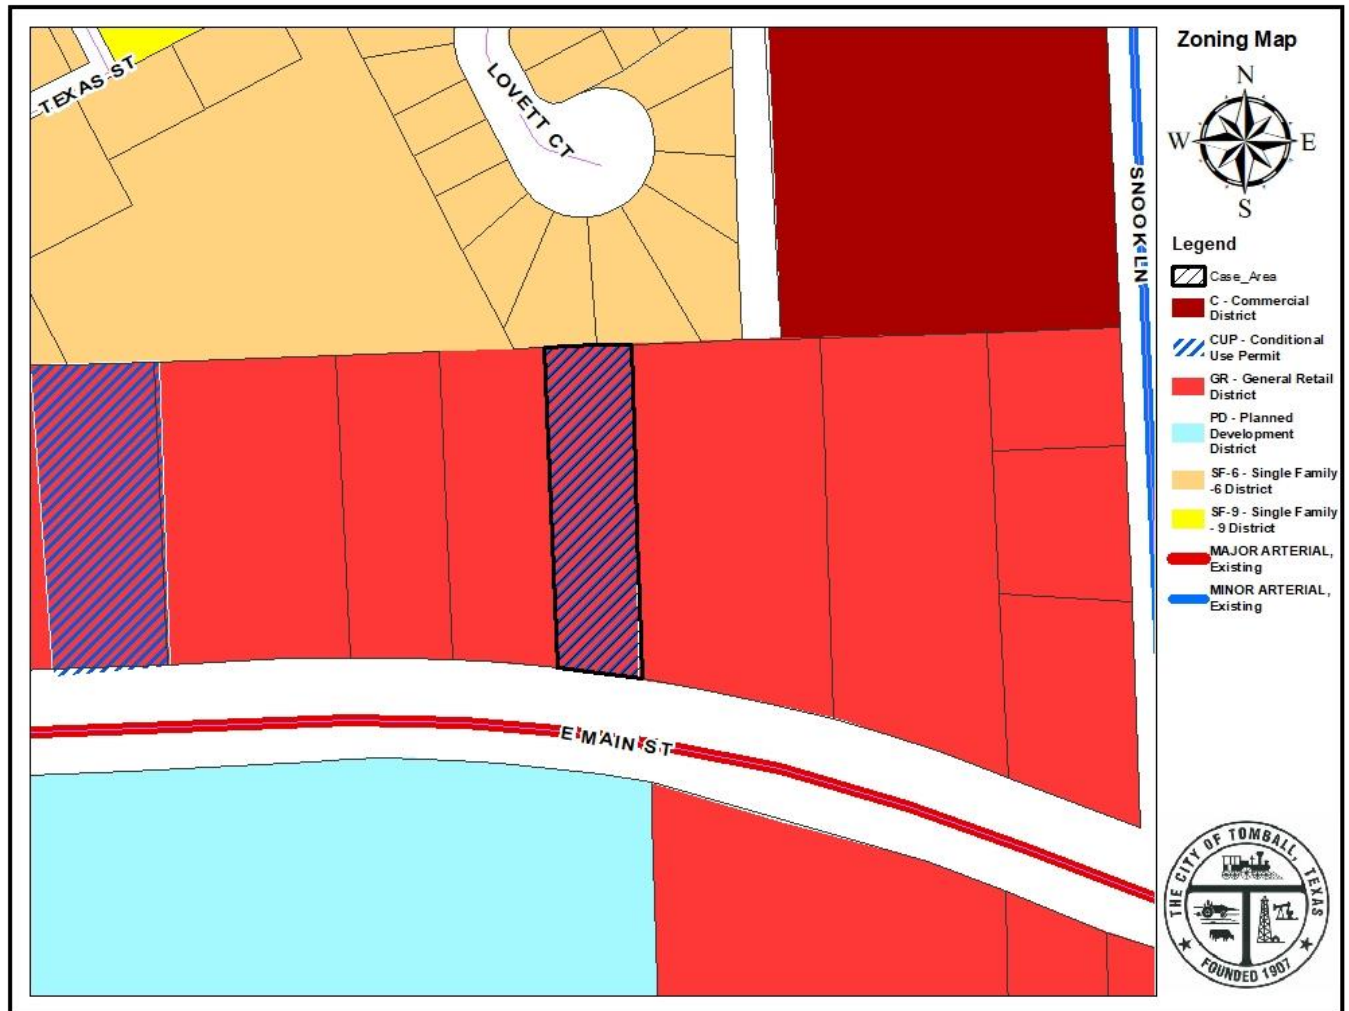 Zoning Map
N
W
E
S
TEXAS ST
LOVETT CT
SNOOK LN
E MAIN ST
Legend
Case_Area
C - Commercial
District
CUP - Conditional
Use Permit
GR - General Retail
District
PD - Planned
Development
District
SF-6 - Single Family
-6 District
SF-9 - Single Family
- 9 District
MAJOR ARTERIAL,
Existing
MINOR ARTERIAL,
Existing
THE CITY OF TOMBALL, TEXAS
FOUNDED 1907